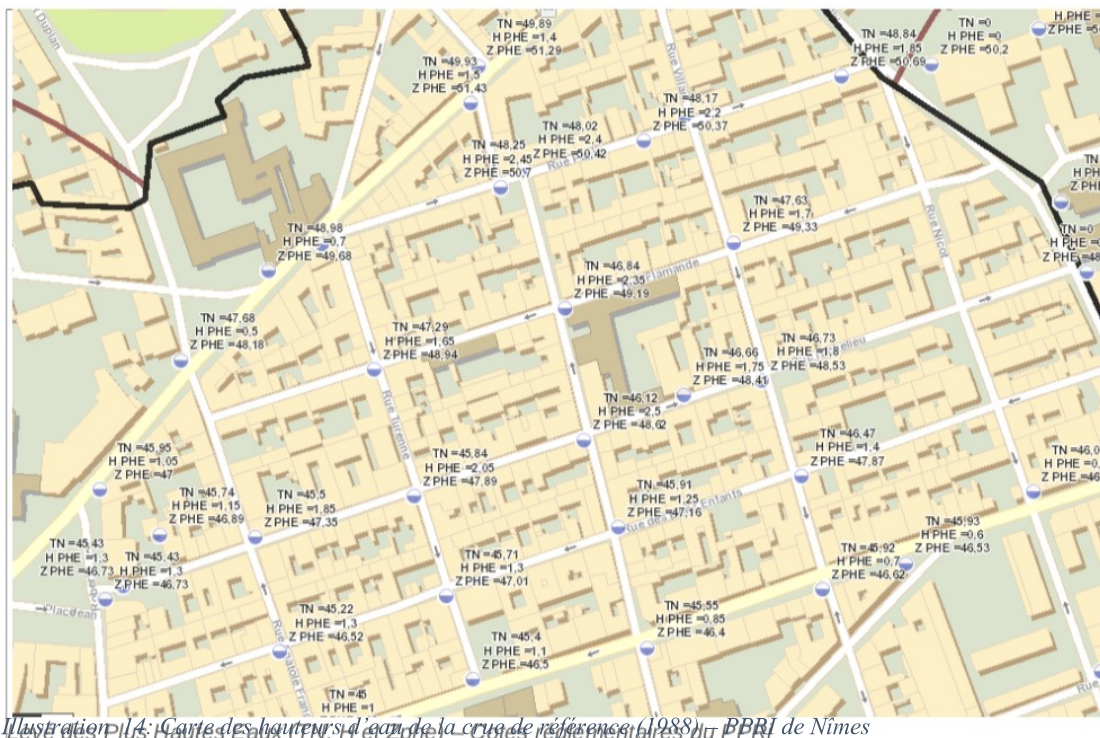 Duplan
TN =49,89
H PHE =1,4
Z PHE =51,29
TN =49,93
H PHE =1,5
Z PHE =51,43
Rue Villa
TN =48,84
H PHE =1,85
Z PHE =50,69
TN =0
H PHE =0
Z PHE =50,2
H PHE =
Z PHE =50
TN =48,17
H PHE =2,2
Z PHE =50,37
TN =48,02
H PHE =2,4
Z PHE =50,42
TN =48,25
H PHE =2,45
Z PHE =50,7
Rue
TN =47,63
H PHE =1,7
Z PHE =49,33
Rue Nicot
TN =48,98
H PHE =0,7
Z PHE =49,68
TN =0
TN =46,84
H PHE =2,35
Z PHE =49,19
Flamande
TN =47,68
H PHE =0,5
Z PHE =48,18
TN =47,29
H PHE =1,65
Z PHE =48,94
TN =46,73
H PHE =1,8
Z PHE =48,53
TN =46,66
H PHE =1,75
Z PHE =48,41
Rue Turenne
TN =46,12
H PHE =2,5
Z PHE =48,62
TN =45,95
H PHE =1,05
Z PHE =47
TN =45,84
H PHE =2,05
Z PHE =47,89
TN =46,47
H PHE =1,4
Z PHE =47,87
TN =45,74
H PHE =1,15
Z PHE =46,89
TN =45,5
H PHE =1,85
Z PHE =47,35
TN =45,91
H PHE =1,25
Z PHE =47,16
Rue des Enfants
TN =45,93
H PHE =0,6
Z PHE =46,53
TN =45,43
H PHE =1,3
Z PHE =46,73
TN =45,43
H PHE =1,3
Z PHE =46,73
TN =45,71
H PHE =1,3
Z PHE =47,01
TN =45,92
H PHE =0,7
Z PHE =46,62
TN =45,22
H PHE =1,3
Z PHE =46,52
TN =45,55
H PHE =0,85
Z PHE =46,4
TN =45,4
H PHE =1,1
Z PHE =46,5
TN =45
H PHE =1
Rue
Illustration 14: Carte des hauteurs d'eau de la crue de référence (1988) – PPRI de Nîmes